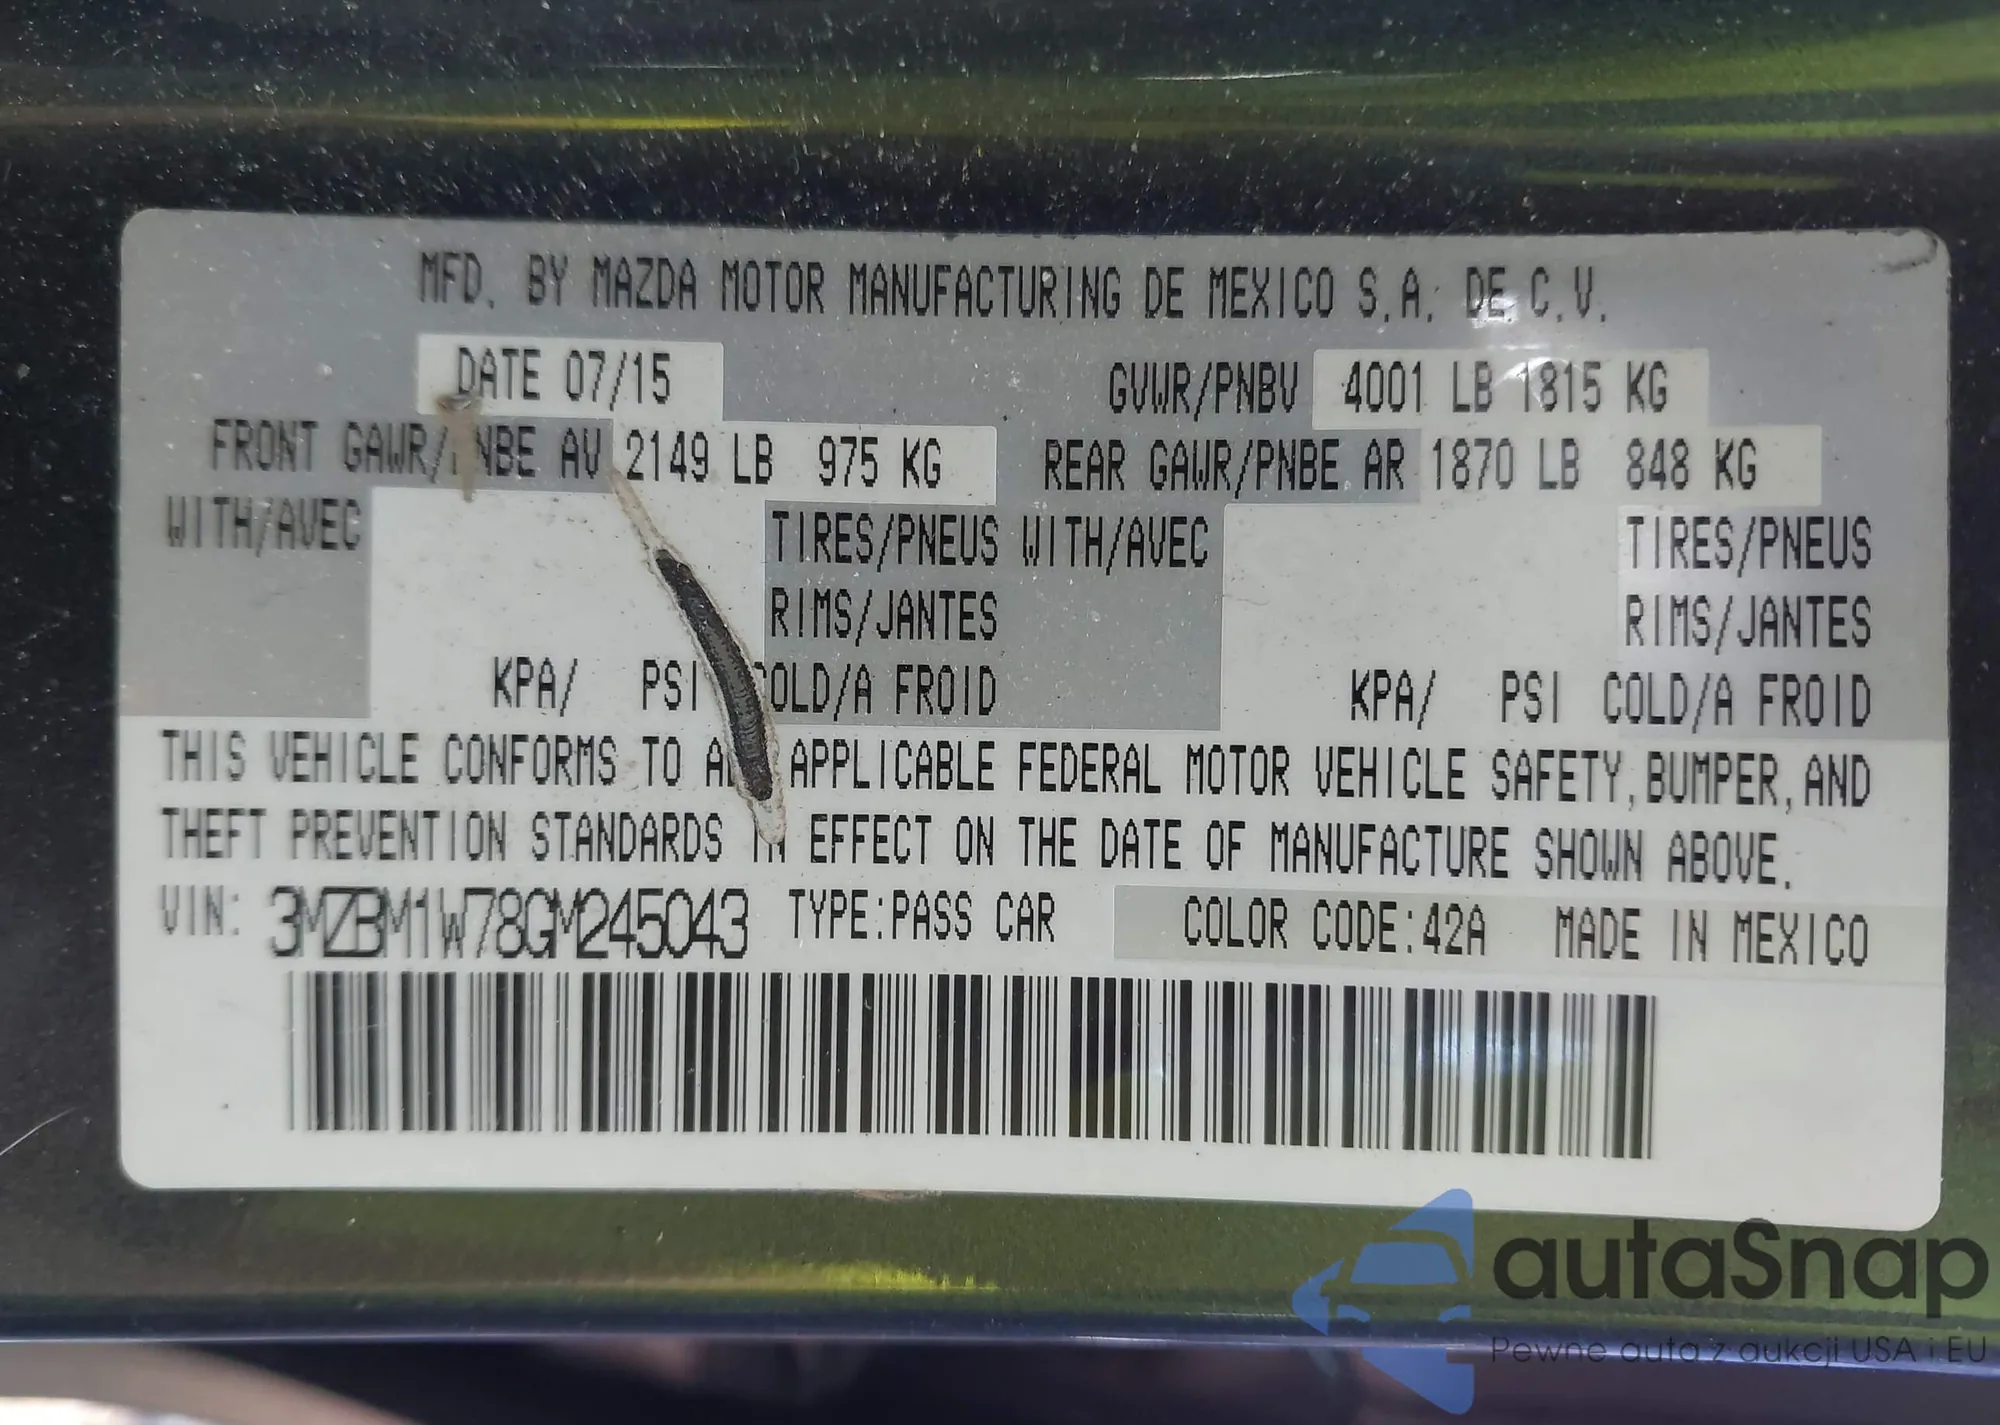 MFD. BY MAZDA MOTOR MANUFACTURING DE MEXICO S.A. DE C.V.
DATE 07/15 GVWR/PNBV 4001 LB 1815 KG
FRONT GAWR/PNBE AV 2149 LB 975 KG REAR GAWR/PNBE AR 1870 LB 848 KG
WITH/AVEC TIRES/PNEUS WITH/AVEC TIRES/PNEUS
RIMS/JANTES RIMS/JANTES
KPA/ PSI COLD/A FROID KPA/ PSI COLD/A FROID
THIS VEHICLE CONFORMS TO ALL APPLICABLE FEDERAL MOTOR VEHICLE SAFETY, BUMPER, AND
THEFT PREVENTION STANDARDS IN EFFECT ON THE DATE OF MANUFACTURE SHOWN ABOVE.
VIN: 3MZBM1W78GM245043 TYPE:PASS CAR COLOR CODE:42A MADE IN MEXICO
autaSnap
Pewne auta z aukcji USA i EU